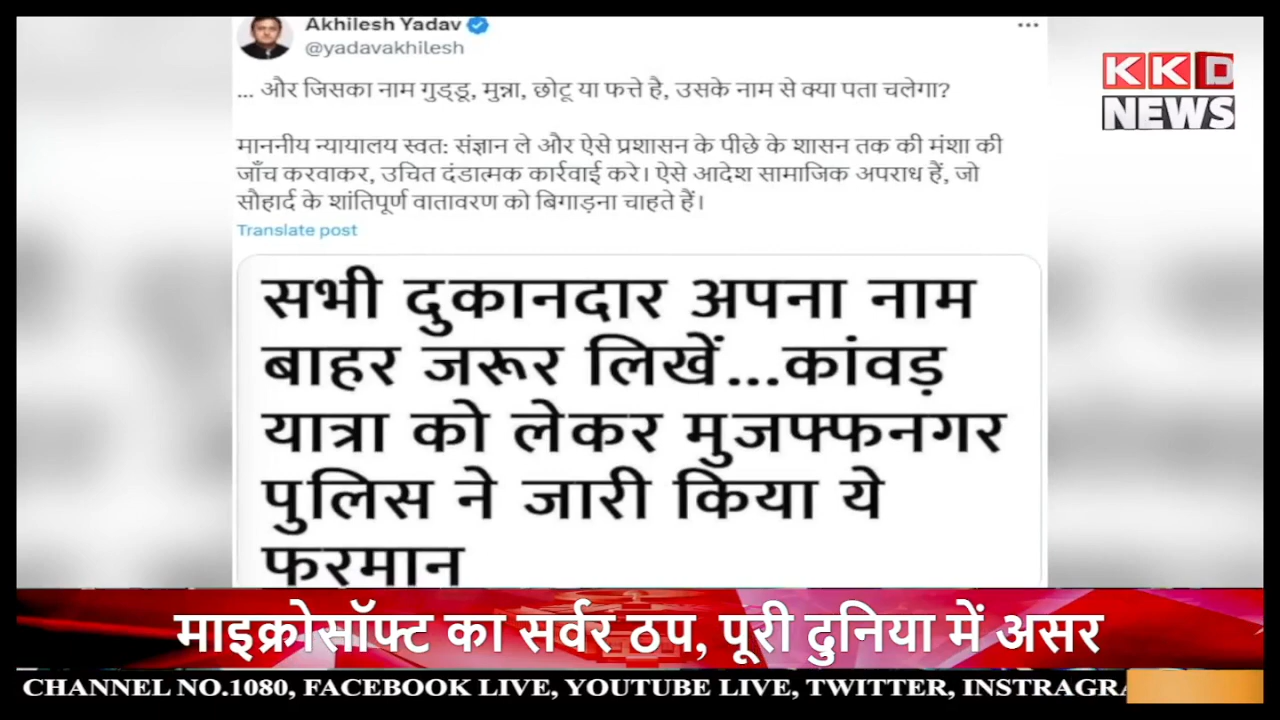 Akhilesh Yadav
@yadavakhilesh
... और जिसका नाम गुड्डू, मुन्ना, छोटू या फत्ते है, उसके नाम से क्या पता चलेगा?
माननीय न्यायालय स्वत: संज्ञान ले और ऐसे प्रशासन के पीछे के शासन तक की मंशा की
जाँच करवाकर, उचित दंडात्मक कार्रवाई करे। ऐसे आदेश सामाजिक अपराध हैं, जो
सौहार्द के शांतिपूर्ण वातावरण को बिगाड़ना चाहते हैं।
Translate post
सभी दुकानदार अपना नाम
बाहर जरूर लिखें...कांवड़
यात्रा को लेकर मुजफ्फनगर
पुलिस ने जारी किया ये
फरमान
KKD
NEWS
माइक्रोसॉफ्ट का सर्वर ठप, पूरी दुनिया में असर
CHANNEL NO.1080, FACEBOOK LIVE, YOUTUBE LIVE, TWITTER, INSTRAGRA